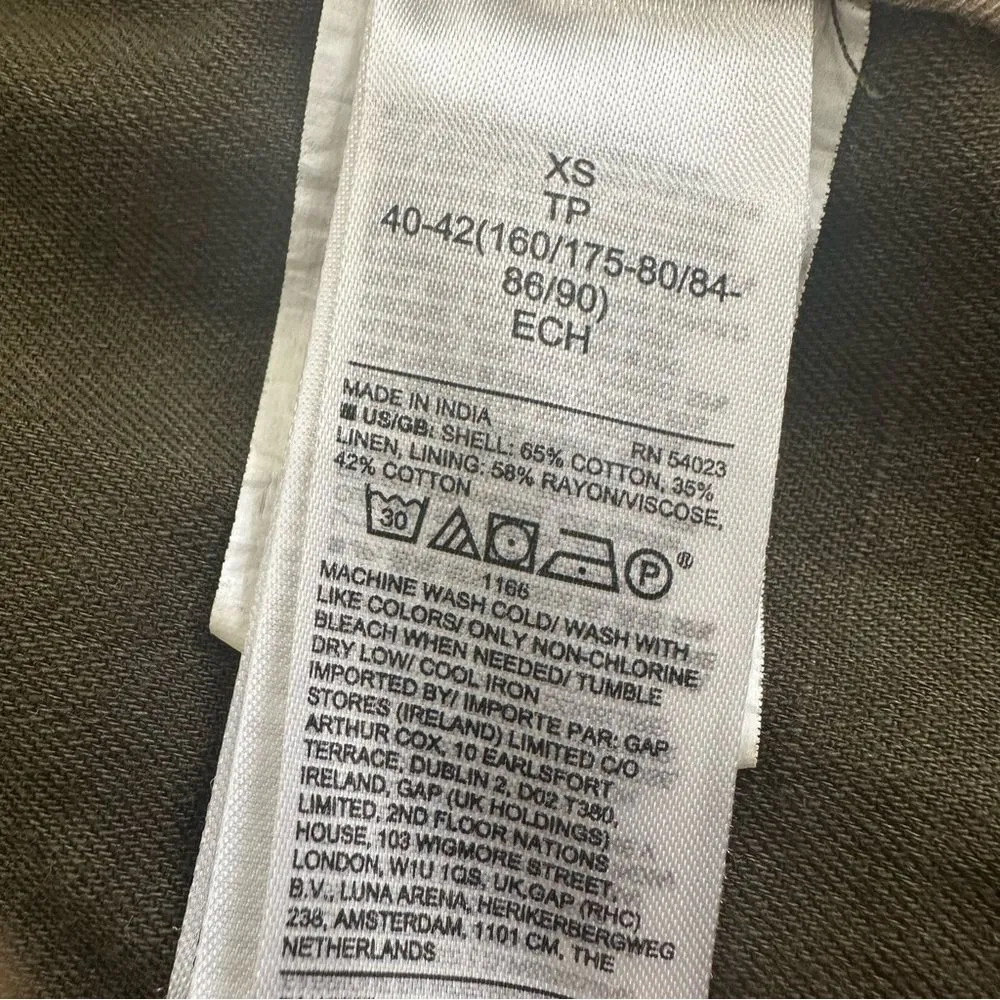 XS
TP
40-42(160/175-80/84-
86/90)
ECH
MADE IN INDIA
RN 54023
US/GB: SHELL: 65% COTTON, 35%
LINEN, LINING: 58% RAYON/VISCOSE,
42% COTTON
30
P
®
1166
MACHINE WASH COLD/ WASH WITH
LIKE COLORS/ ONLY NON-CHLORINE
BLEACH WHEN NEEDED/ TUMBLE
DRY LOW/ COOL IRON
IMPORTED BY/ IMPORTE PAR: GAP
STORES (IRELAND) LIMITED C/O
ARTHUR COX, 10 EARLSFORT
TERRACE, DUBLIN 2, D02 T380,
IRELAND, GAP (UK HOLDINGS)
LIMITED, 2ND FLOOR NATIONS
HOUSE, 103 WIGMORE STREET,
LONDON, W1U 1QS, UK,GAP (RHC)
B.V., LUNA ARENA, HERIKERBERGWEG
238, AMSTERDAM, 1101 CM, THE
NETHERLANDS